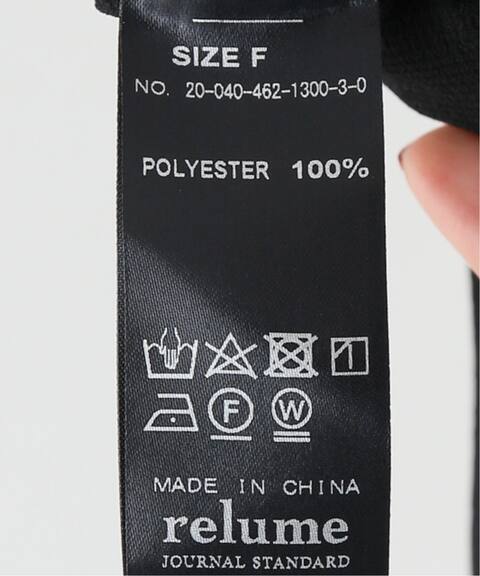 SIZE F
NO. 20-040-462-1300-3-0
POLYESTER 100%
F W
MADE IN CHINA
relume
JOURNAL STANDARD